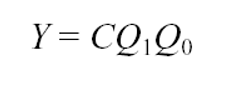 Y = CQ₁Q₀